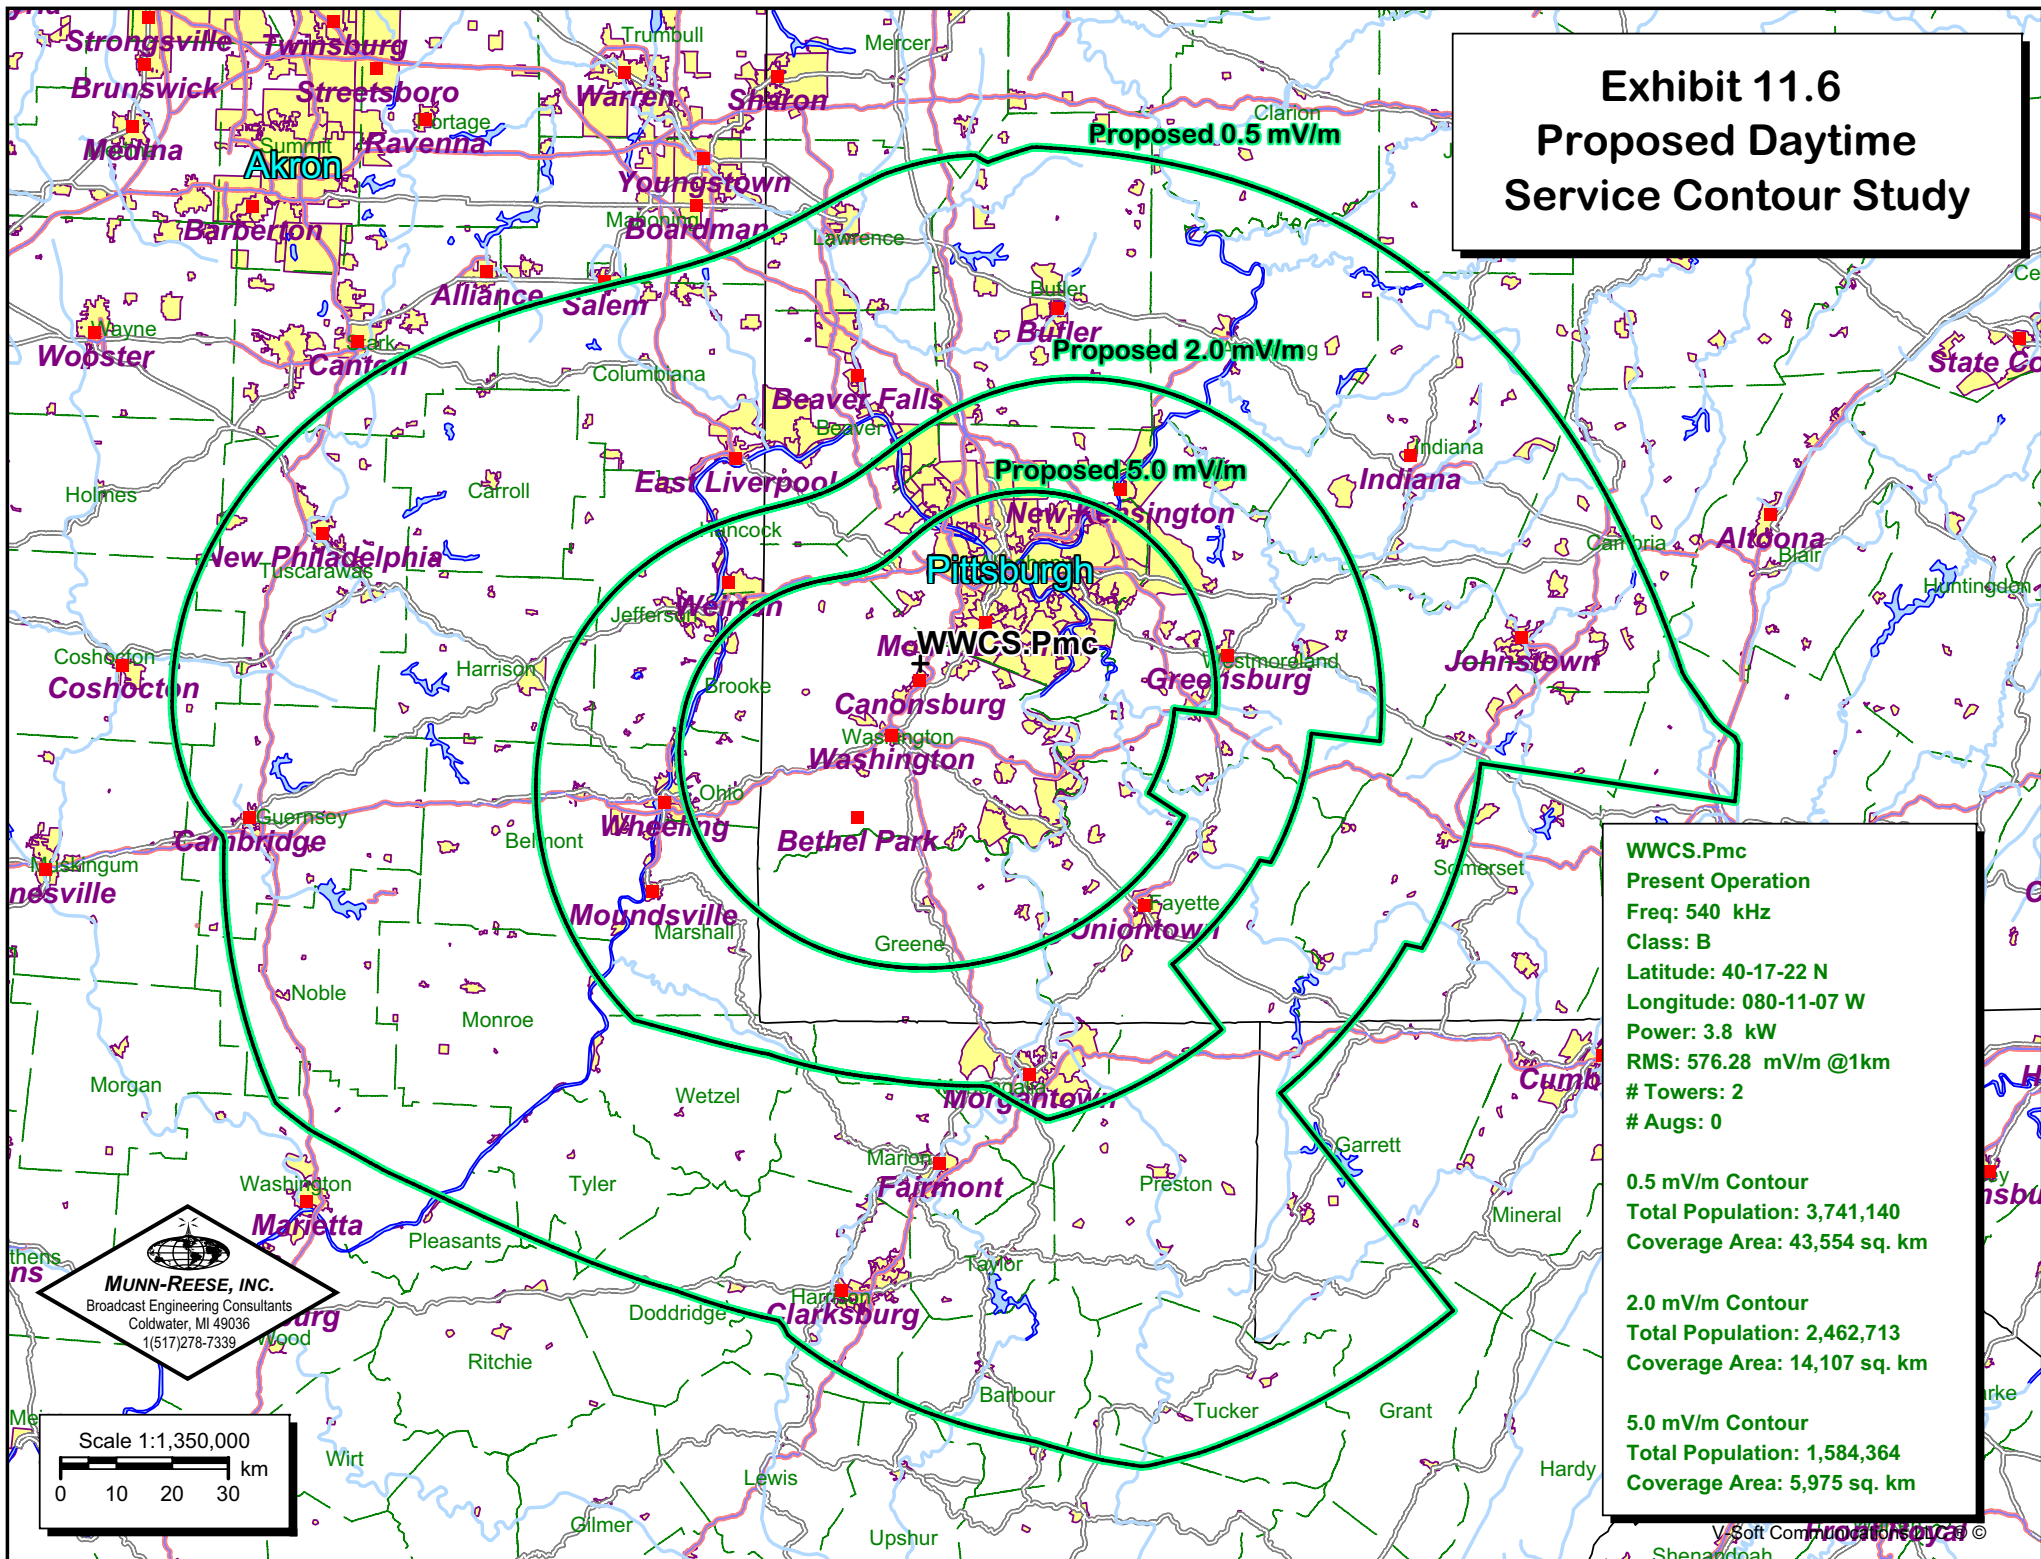 Exhibit 11.6
Proposed Daytime
Service Contour Study
Strongsville
Twinsburg
Trumbull
Mercer
Brunswick
Streetsboro
Warren
Sharon
Clarion
Proposed 0.5 mV/m
Medina
Summit
Ravenna
Akron
Youngstown
Mahoning
Barberton
Boardman
Lawrence
Alliance
Salem
Butler
Butler
Wayne
Wooster
Stark
Canton
Proposed 2.0 mV/m
State Co
Columbiana
Beaver Falls
Beaver
Indiana
Indiana
Proposed 5.0 mV/m
East Liverpool
Holmes
Carroll
New Kensington
Hancock
Cambria
Altoona
Blair
New Philadelphia
Tuscarawas
Pittsburgh
Huntingdon
Jefferson
Weirton
WWCS.Pmc
Coshocton
Coshocton
Harrison
Brooke
Westmoreland
Greensburg
Johnstown
Canonsburg
Washington
Washington
Ohio
Guernsey
Cambridge
Belmont
Wheeling
Bethel Park
Muskingum
nesville
Somerset
Moundsville
Marshall
Greene
Fayette
Uniontown
Noble
Monroe
Morgan
Wetzel
Morgantown
Cumb
Garrett
Marion
Fairmont
Preston
Washington
Marietta
Tyler
Mineral
Pleasants
Taylor
thens
ns
Doddridge
Harrison
Clarksburg
urg
Wood
Ritchie
Barbour
Tucker
Grant
Wirt
Lewis
Hardy
Gilmer
Upshur
Shenandoah
WWCS.Pmc
Present Operation
Freq: 540 kHz
Class: B
Latitude: 40-17-22 N
Longitude: 080-11-07 W
Power: 3.8 kW
RMS: 576.28 mV/m @1km
# Towers: 2
# Augs: 0
0.5 mV/m Contour
Total Population: 3,741,140
Coverage Area: 43,554 sq. km
2.0 mV/m Contour
Total Population: 2,462,713
Coverage Area: 14,107 sq. km
5.0 mV/m Contour
Total Population: 1,584,364
Coverage Area: 5,975 sq. km
MUNN-REESE, INC.
Broadcast Engineering Consultants
Coldwater, MI 49036
1(517)278-7339
Scale 1:1,350,000
km
0 10 20 30
V-Soft Communications LLC ® ©